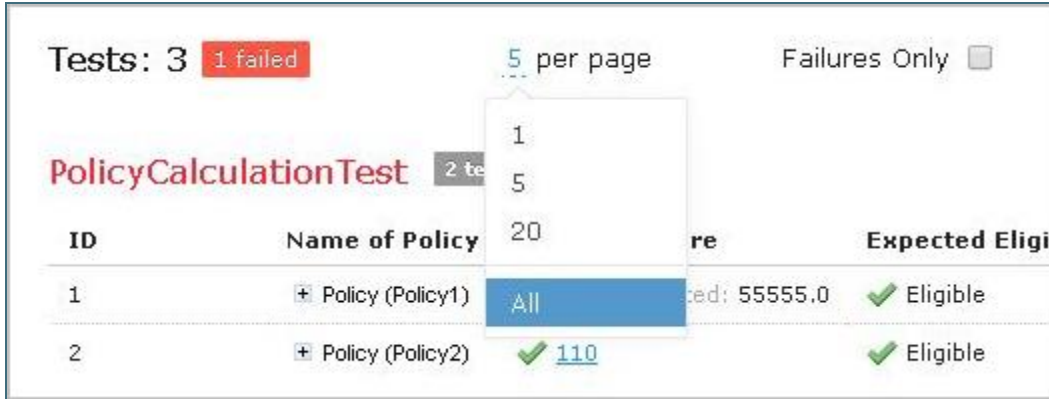 Tests: 3 1 failed 5 per page Failures Only
1
PolicyCalculationTest 2
5
20
ID Name of Policy Expected
1 Policy (Policy1) All 55555.0 Eligible
2 Policy (Policy2) 110 Eligible